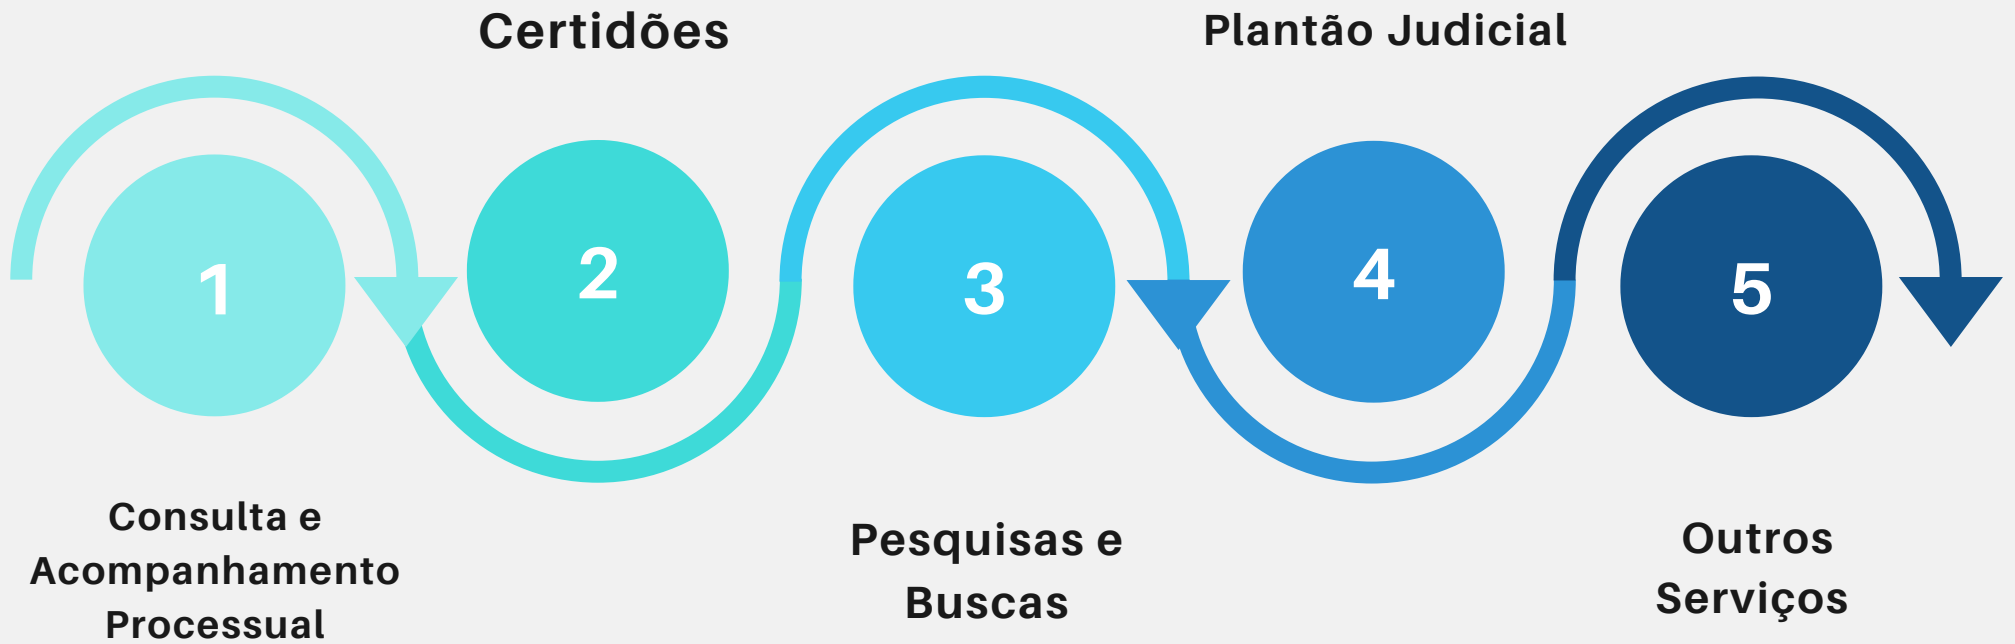 Certidões
Plantão Judicial
1
2
3
4
5
Consulta e
Acompanhamento
Processual
Pesquisas e
Buscas
Outros
Serviços